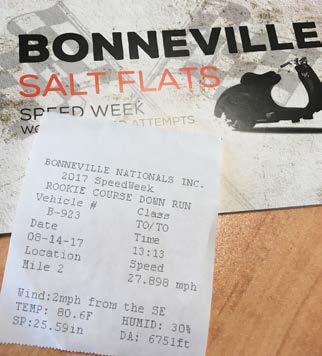 BONNEVILLE
SALT FLATS
SPEED WEEK
ATTEMPTS
BONNEVILLE NATIONALS INC.
2017 SpeedWeek
ROOKIE COURSE DOWN RUN
Vehicle # Class
B-923 TO/TO
Date Time
08-14-17 13:13
Location Speed
Mile 2 27.898 mph
Wind:2mph from the SE
TEMP: 80.6F HUMID: 30%
SP:25.59in DA: 6751ft